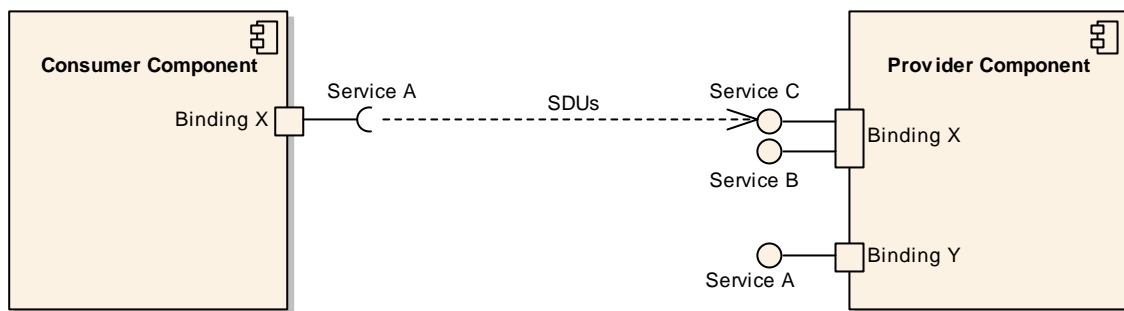 Consumer Component
Provider Component
Service A
SDUs
Service C
Binding X
Binding X
Service B
Binding Y
Service A